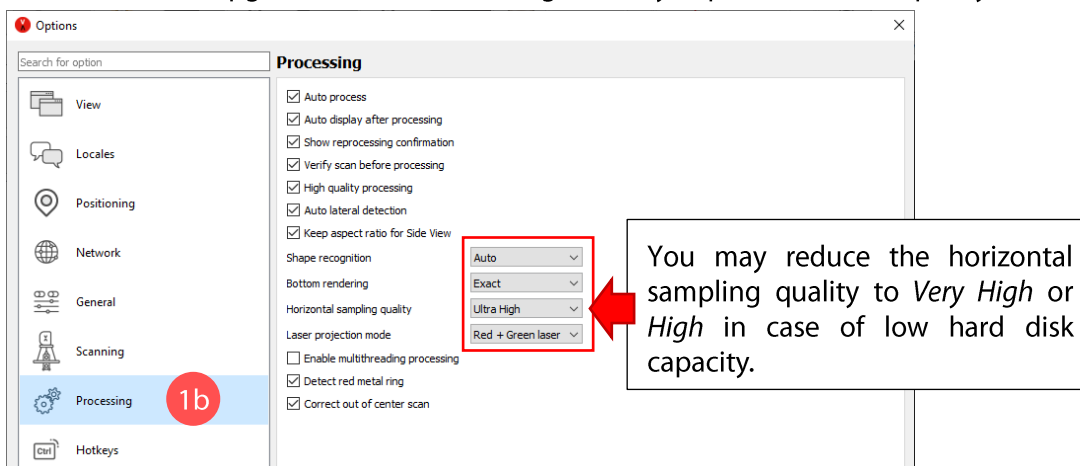 Options
Search for option
Processing
View
Locales
Positioning
Network
General
Scanning
Processing
1b
Ctrl
Hotkeys
Auto process
Auto display after processing
Show reprocessing confirmation
Verify scan before processing
High quality processing
Auto lateral detection
Keep aspect ratio for Side View
Shape recognition Auto
Bottom rendering Exact
Horizontal sampling quality Ultra High
Laser projection mode Red + Green laser
Enable multithreading processing
Detect red metal ring
Correct out of center scan
You may reduce the horizontal
sampling quality to Very High or
High in case of low hard disk
capacity.